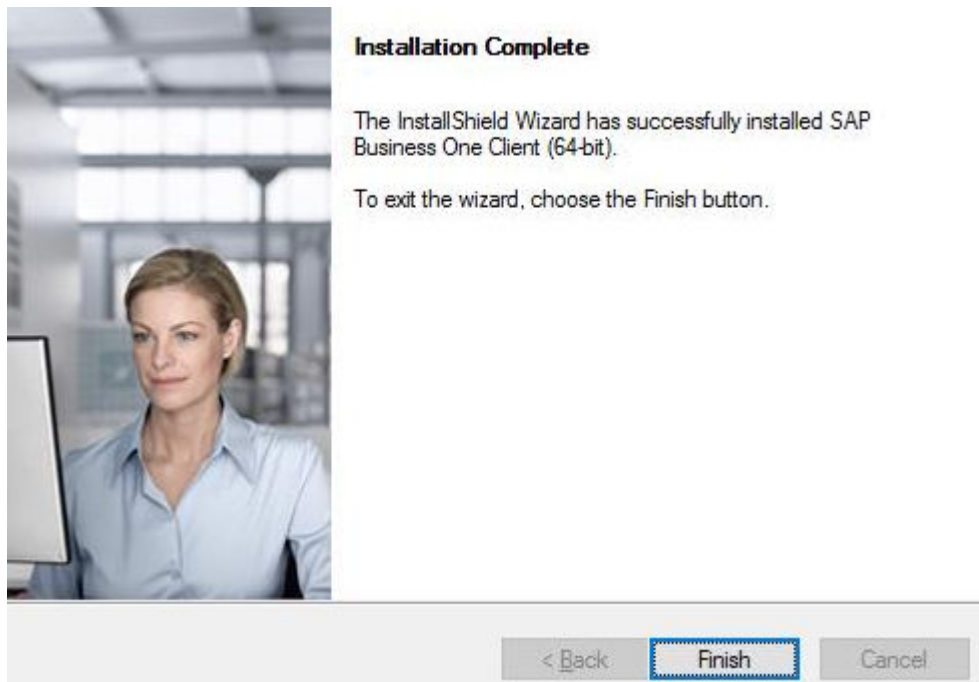 Installation Complete
The InstallShield Wizard has successfully installed SAP
Business One Client (64-bit).
To exit the wizard, choose the Finish button.
< Back
Finish
Cancel